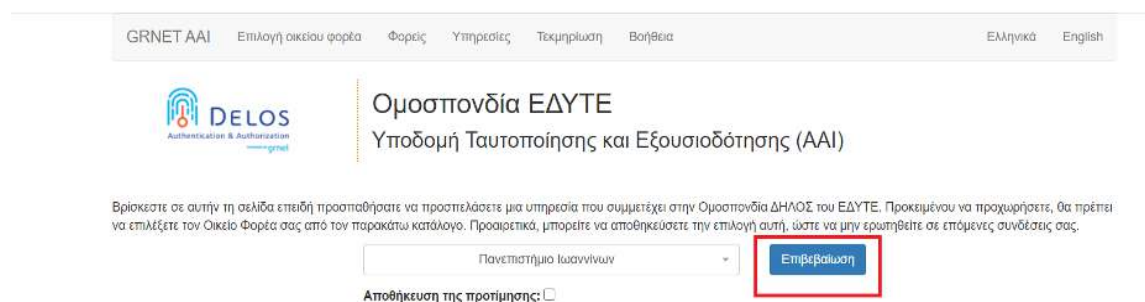 GRNET AAI Επιλογή οικείου φορέα Φορείς Υπηρεσίες Τεκμηρίωση Βοήθεια Ελληνικά English
DELOS
Authentication & Authorization
grnet
Ομοσπονδία ΕΔΥΤΕ
Υποδομή Ταυτοποίησης και Εξουσιοδότησης (ΑΑΙ)
Βρίσκεστε σε αυτήν τη σελίδα επειδή προσπαθήσατε να προσπελάσετε μια υπηρεσία που συμμετέχει στην Ομοσπονδία ΔΗΛΟΣ του ΕΔΥΤΕ. Προκειμένου να προχωρήσετε, θα πρέπει
να επιλέξετε τον Οικείο Φορέα σας από τον παρακάτω κατάλογο. Προαιρετικά, μπορείτε να αποθηκεύσετε την επιλογή αυτή, ώστε να μην ερωτηθείτε σε επόμενες συνδέσεις σας.
Πανεπιστήμιο Ιωαννίνων Επιβεβαίωση
Αποθήκευση της προτίμησης: